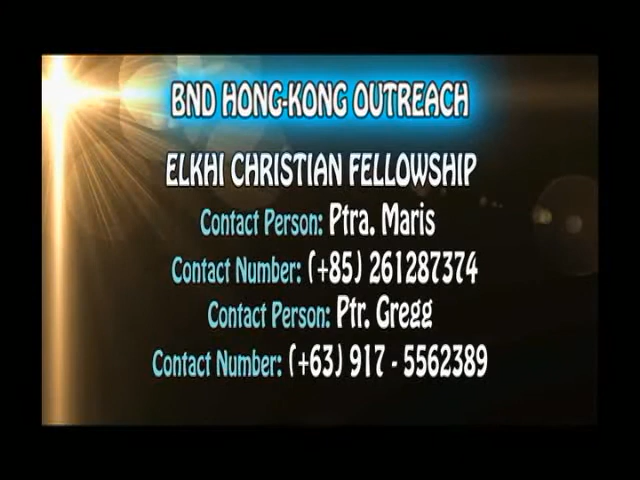 BND HONG-KONG OUTREACH
ELKHI CHRISTIAN FELLOWSHIP
Contact Person: Ptra. Maris
Contact Number: (+85) 261287374
Contact Person: Ptr. Gregg
Contact Number: (+63) 917 - 5562389